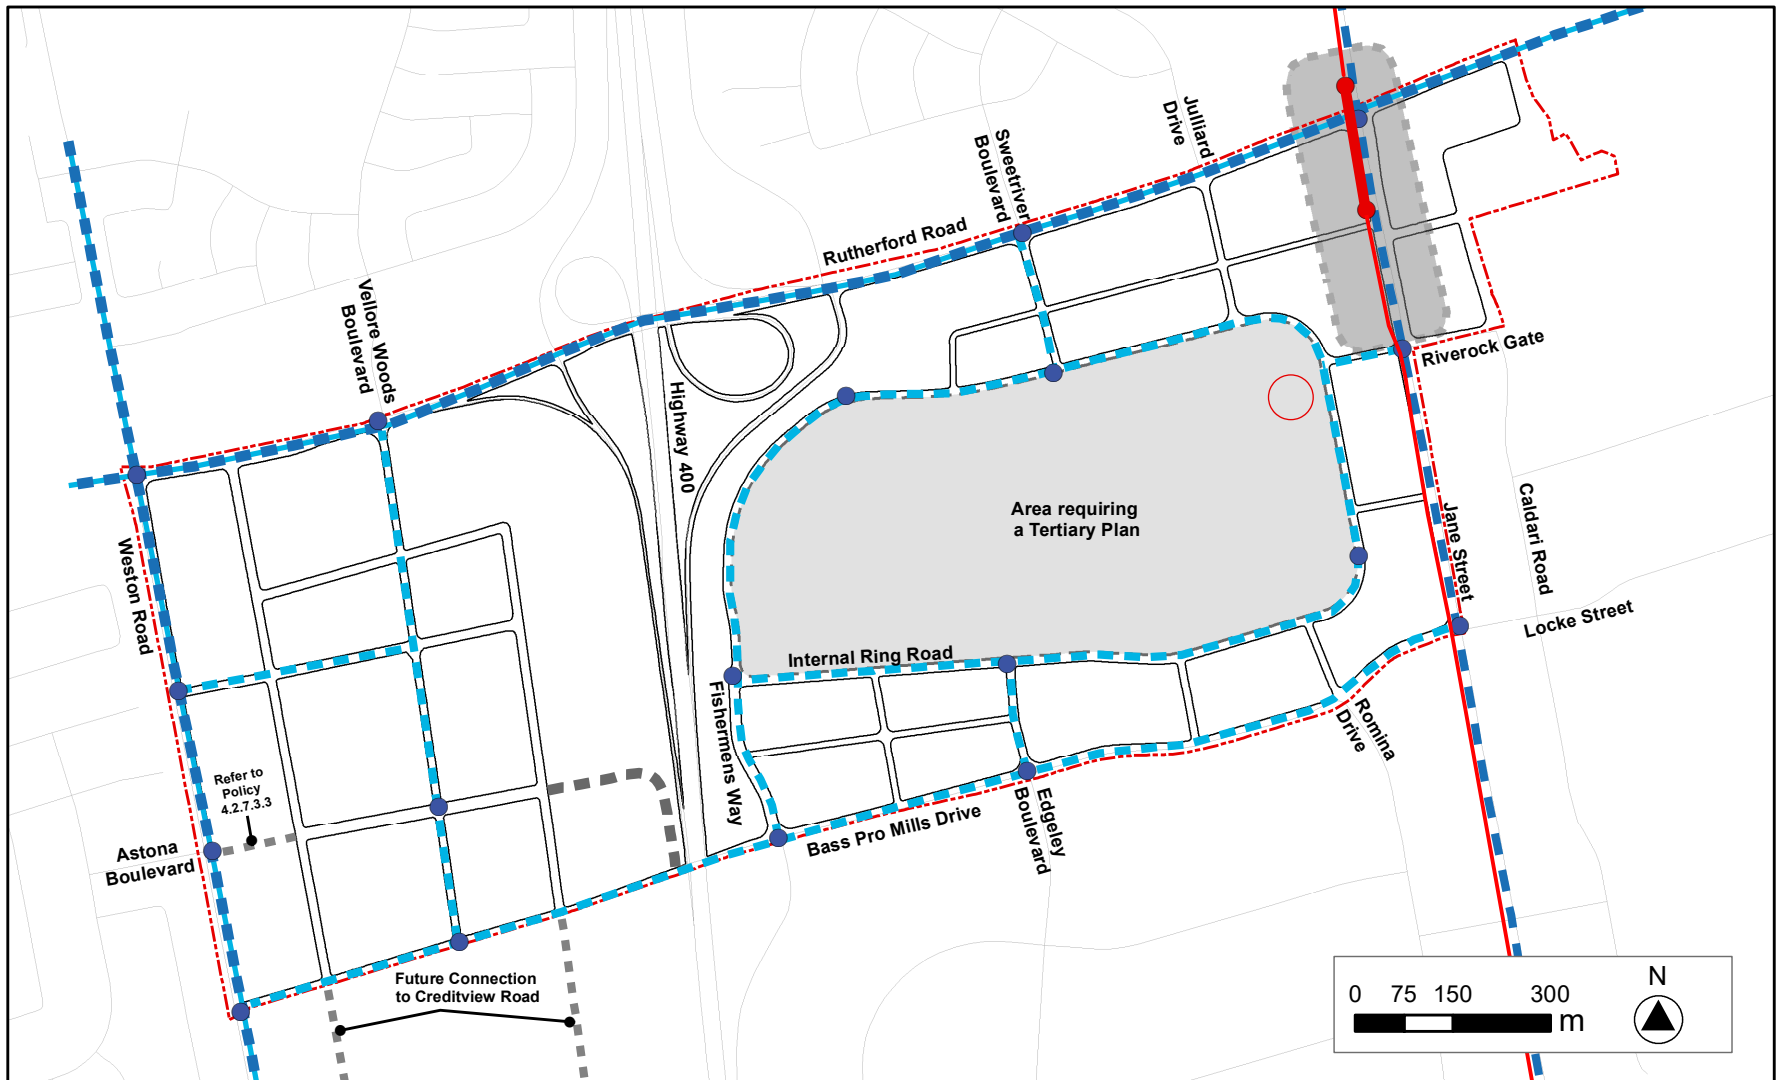 Julliard
Drive
Sweetriver
Boulevard
Rutherford Road
Vellore Woods
Boulevard
Riverock Gate
Highway 400
Area requiring
a Tertiary Plan
Jane Street
Caldari Road
Weston Road
Locke Street
Internal Ring Road
Fishermens Way
Romina
Drive
Refer to
Policy
4.2.7.3.3
Edgeley
Boulevard
Bass Pro Mills Drive
Astona
Boulevard
Future Connection
to Creditview Road
N
0 75 150 300
m